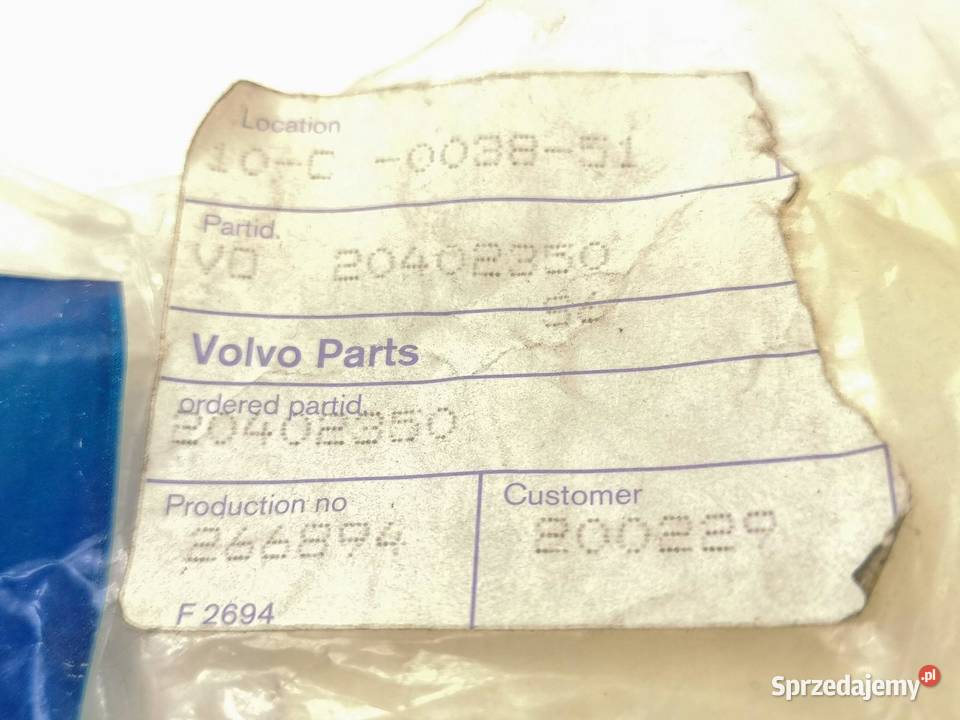 Location
10-C -0038-51
Partid.
VO 20402350
Volvo Parts
ordered partid.
20402350
Production no
266894
Customer
200229
F 2694
Sprzedajemy.pl